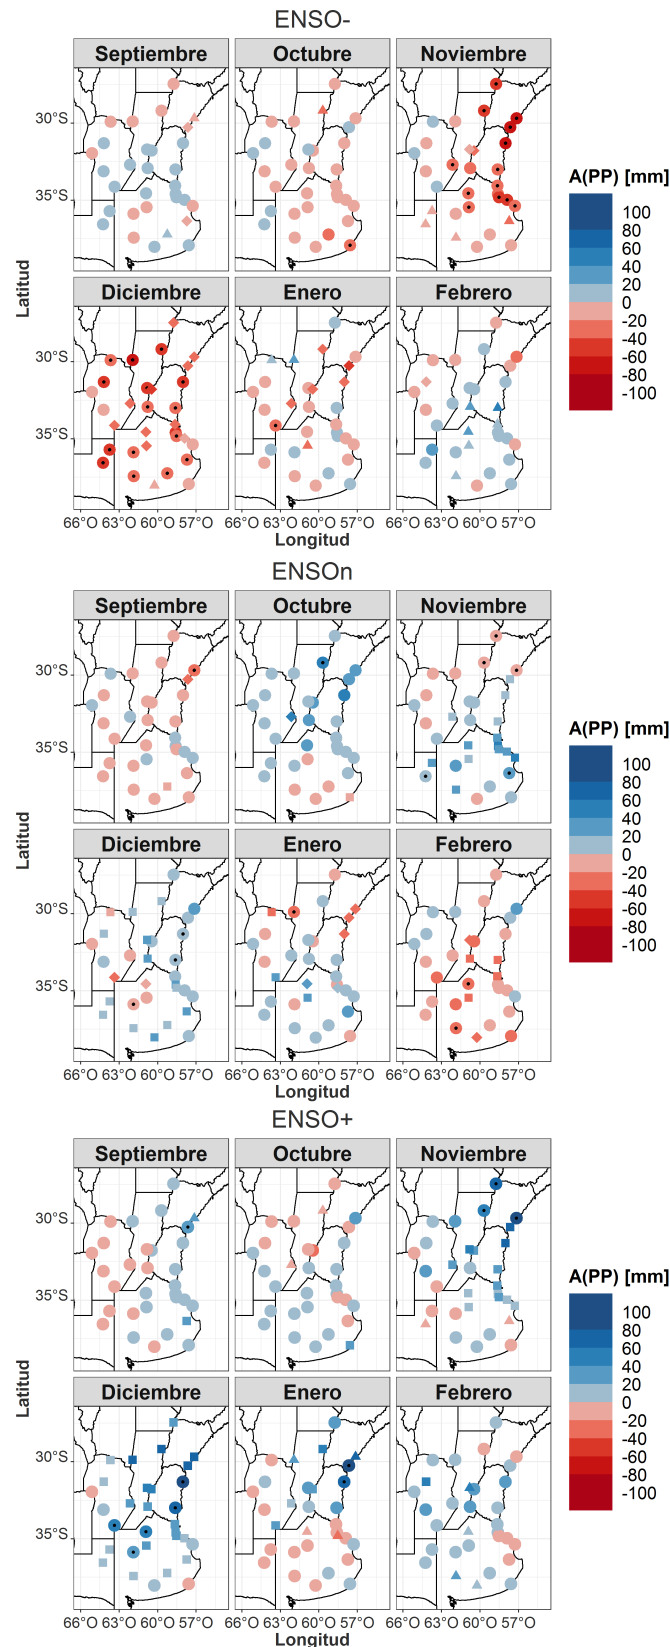 ENSO-
Septiembre Octubre Noviembre
30°S
35°S
Diciembre Enero Febrero
30°S
35°S
66°O 63°O 60°O 57°O 66°O 63°O 60°O 57°O 66°O 63°O 60°O 57°O
Longitud
Latitud
A(PP) [mm]
100
80
60
40
20
0
-20
-40
-60
-80
-100
ENSOn
Septiembre Octubre Noviembre
30°S
35°S
Diciembre Enero Febrero
30°S
35°S
66°O 63°O 60°O 57°O 66°O 63°O 60°O 57°O 66°O 63°O 60°O 57°O
Longitud
Latitud
A(PP) [mm]
100
80
60
40
20
0
-20
-40
-60
-80
-100
ENSO+
Septiembre Octubre Noviembre
30°S
35°S
Diciembre Enero Febrero
30°S
35°S
66°O 63°O 60°O 57°O 66°O 63°O 60°O 57°O 66°O 63°O 60°O 57°O
Longitud
Latitud
A(PP) [mm]
100
80
60
40
20
0
-20
-40
-60
-80
-100